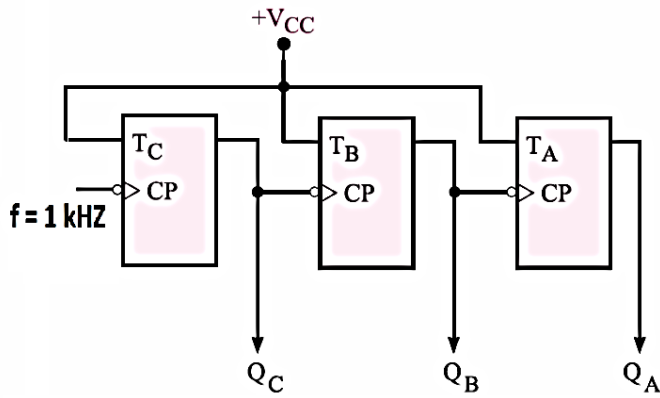 +VCC
TC
TB
TA
CP
CP
CP
f = 1 kHZ
QC
QB
QA